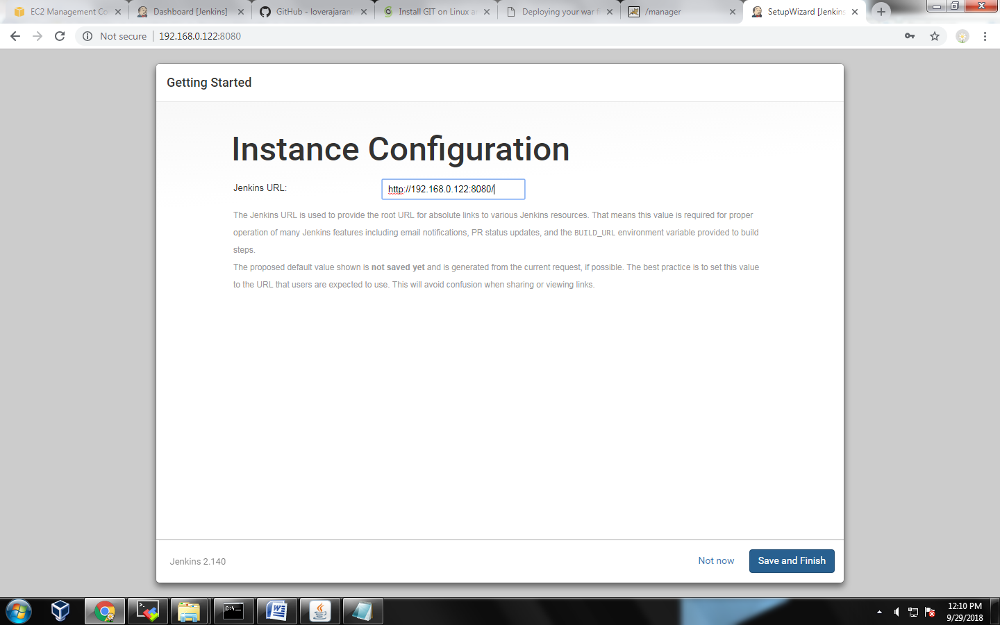 EC2 Management Co
Dashboard [Jenkins]
GitHub - loverajarani
Install GIT on Linux a
Deploying your war f
/manager
SetupWizard [Jenkins
Not secure
192.168.0.122:8080
Getting Started
Instance Configuration
Jenkins URL:
http://192.168.0.122:8080/
The Jenkins URL is used to provide the root URL for absolute links to various Jenkins resources. That means this value is required for proper
operation of many Jenkins features including email notifications, PR status updates, and the BUILD_URL environment variable provided to build
steps.
The proposed default value shown is not saved yet and is generated from the current request, if possible. The best practice is to set this value
to the URL that users are expected to use. This will avoid confusion when sharing or viewing links.
Jenkins 2.140
Not now
Save and Finish
12:10 PM
9/29/2018